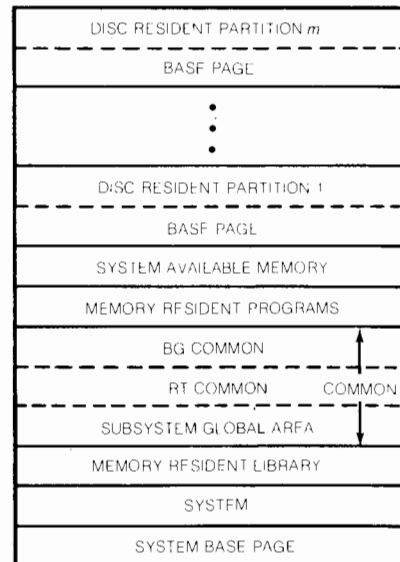 DISC RESIDENT PARTITION m
BASE PAGE
DISC RESIDENT PARTITION 1
BASE PAGE
SYSTEM AVAILABLE MEMORY
MEMORY RESIDENT PROGRAMS
BG COMMON
RT COMMON COMMON
SUBSYSTEM GLOBAL AREA
MEMORY RESIDENT LIBRARY
SYSTEM
SYSTEM BASE PAGE